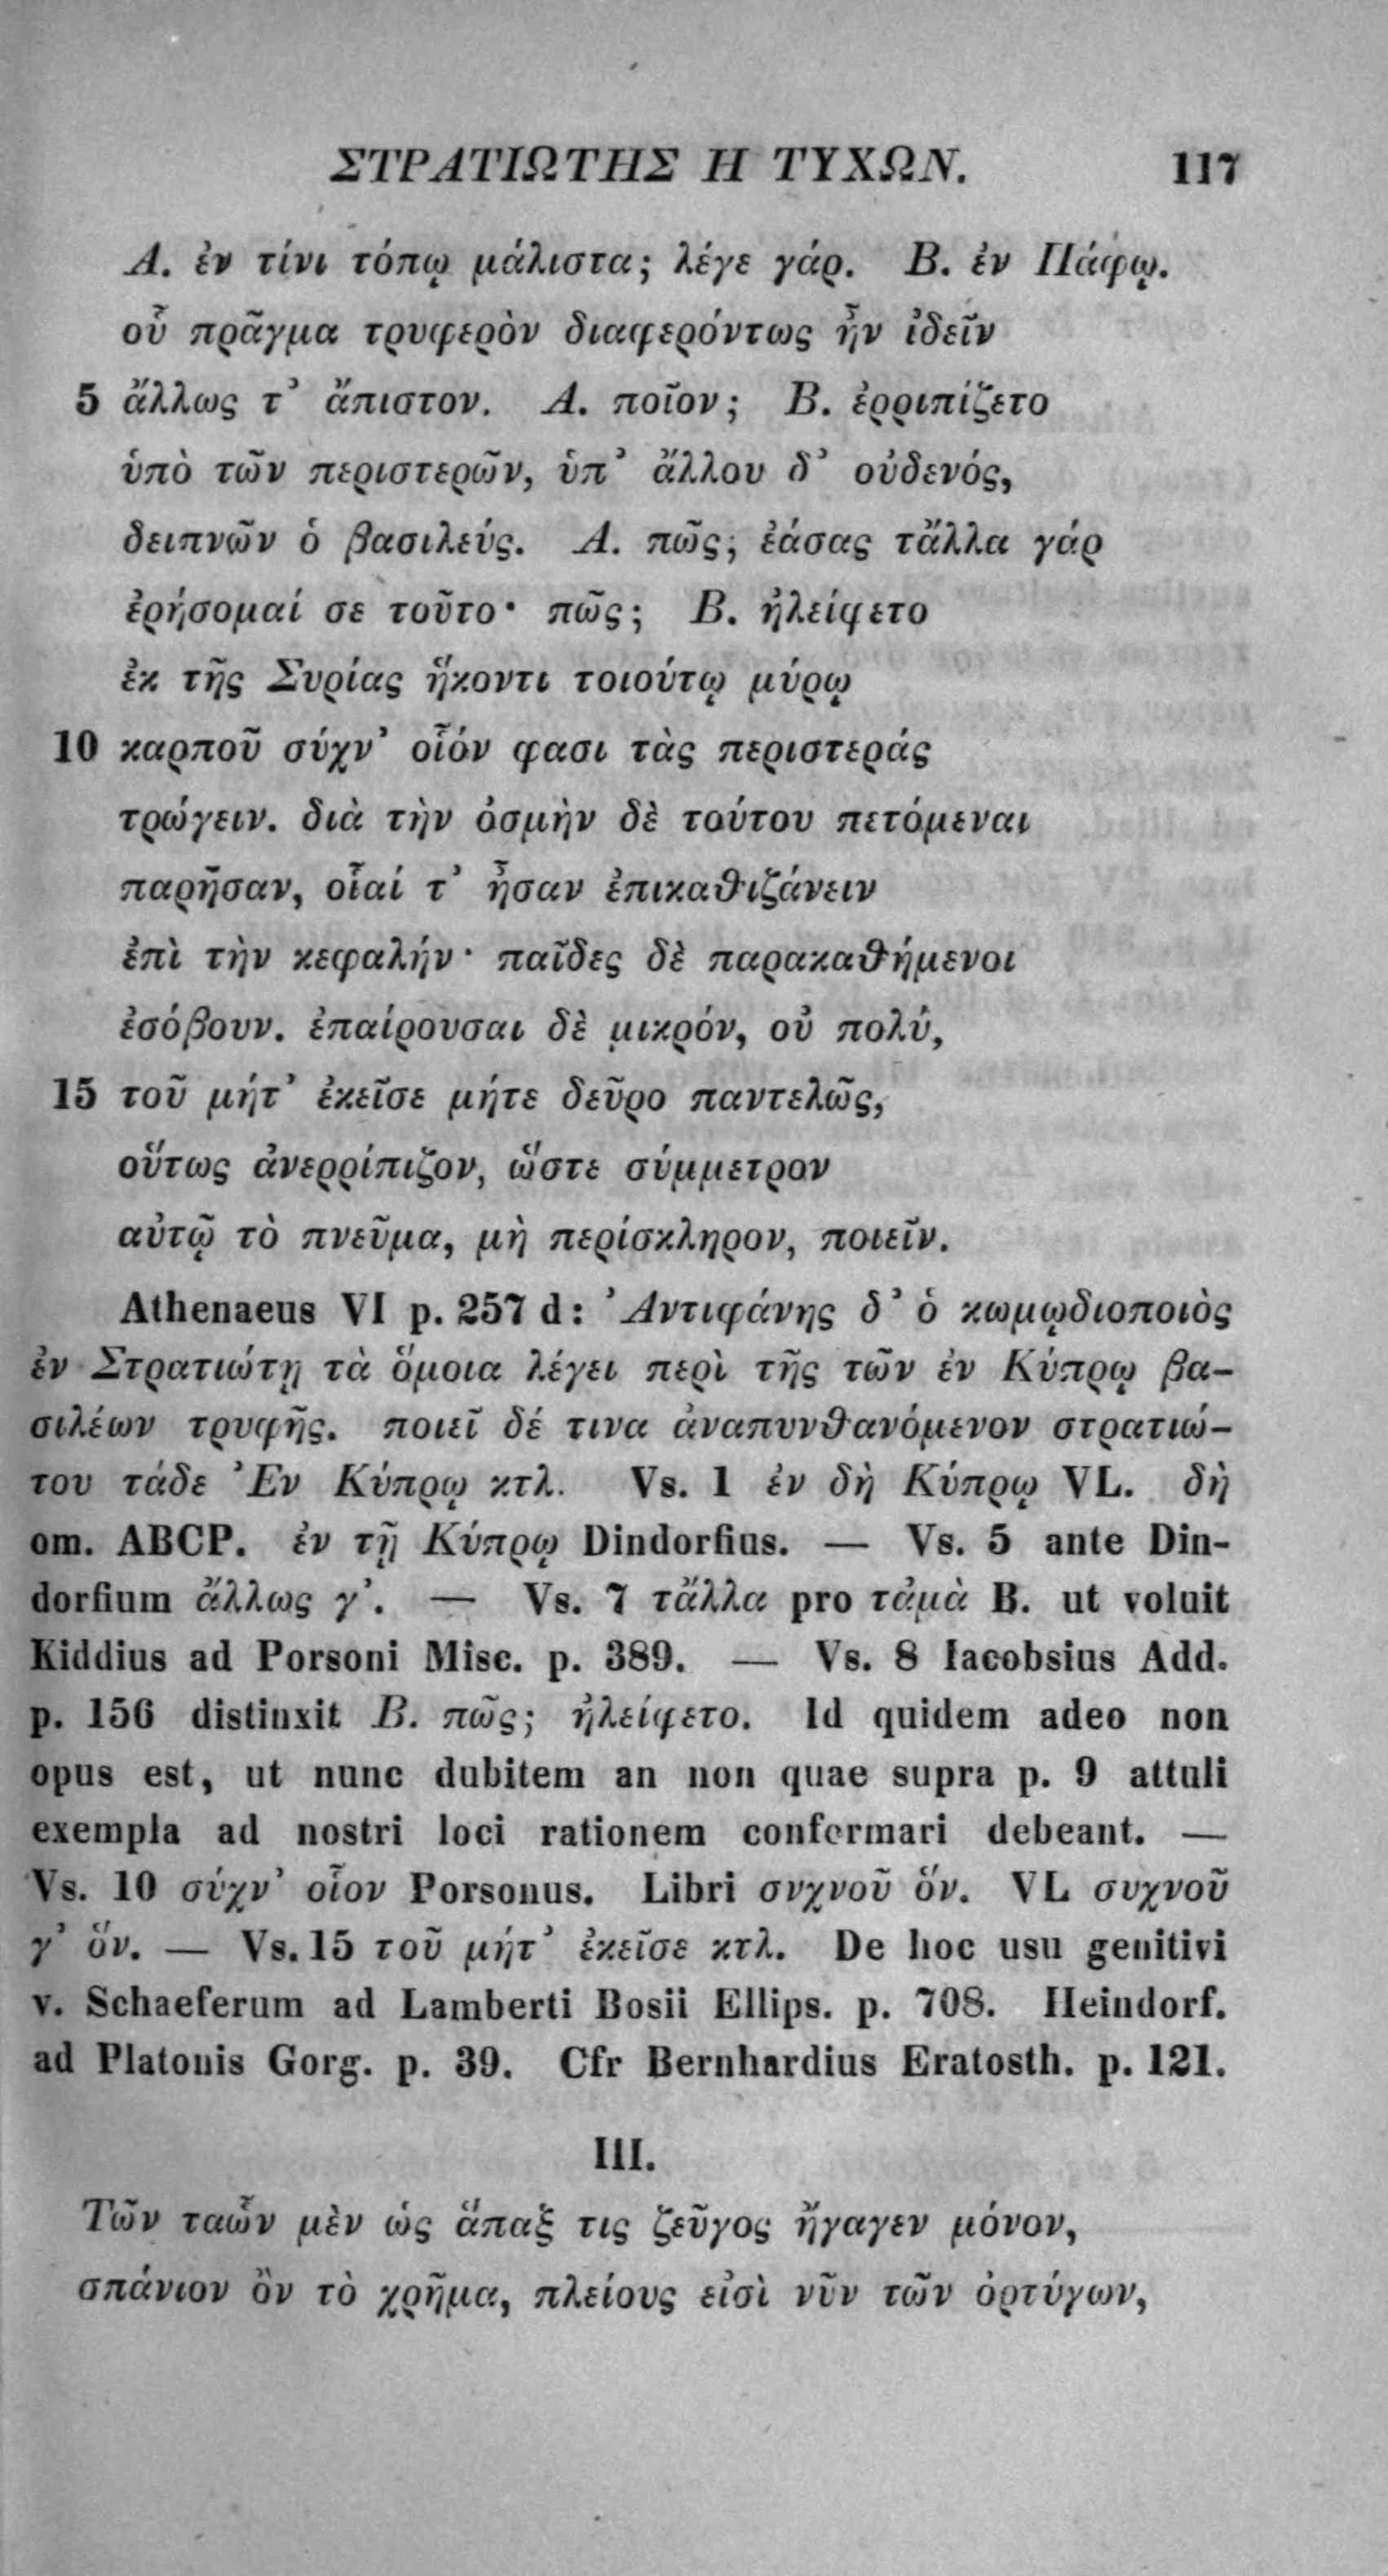 ΣΤΡΑΤΙΩΤΗΣ Η ΤΥΧΩΝ. 117
Α. ἐν τίνι τόπῳ μάλιστα; λέγε γάρ. Β. ἐν Πάφῳ.
οὗ πρᾶγμα τρυφερὸν διαφερόντως ἦν ἰδεῖν
5 ἄλλως τ’ ἄπιστον. Α. ποῖον; Β. ἐρριπίζετο
ὑπὸ τῶν περιστερῶν, ὑπ’ ἄλλου δ’ οὐδενός,
δειπνῶν ὁ βασιλεύς. Α. πῶς; ἐάσας τἄλλα γάρ
ἐρήσομαί σε τοῦτο· πῶς; Β. ἠλείφετο
ἐκ τῆς Συρίας ἥκοντι τοιούτῳ μύρῳ
10 καρποῦ σύχν’ οἷόν φασι τὰς περιστεράς
τρώγειν. διὰ τὴν ὀσμὴν δὲ τούτου πετόμεναι
παρῆσαν, οἷαί τ’ ἦσαν ἐπικαθιζάνειν
ἐπὶ τὴν κεφαλήν· παῖδες δὲ παρακαθήμενοι
ἐσόβουν. ἐπαίρουσαι δὲ μικρόν, οὐ πολύ,
15 τοῦ μήτ’ ἐκεῖσε μήτε δεῦρο παντελῶς,
οὕτως ἀνερρίπιζον, ὥστε σύμμετρον
αὐτῷ τὸ πνεῦμα, μὴ περίσκληρον, ποιεῖν.
Athenaeus VI p. 257 d: Ἀντιφάνης δ’ ὁ κωμῳδιοποιὸς
ἐν Στρατιώτῃ τὰ ὅμοια λέγει περὶ τῆς τῶν ἐν Κύπρῳ βα-
σιλέων τρυφῆς. ποιεῖ δέ τινα ἀναπυνθανόμενον στρατιώ-
του τάδε Ἐν Κύπρῳ κτλ. Vs. 1 ἐν δὴ Κύπρῳ VL. δὴ
om. ABCP. ἐν τῇ Κύπρῳ Dindorfius. — Vs. 5 ante Din-
dorfium ἄλλως γ’. — Vs. 7 τἄλλα pro τἀμὰ B. ut voluit
Kiddius ad Porsoni Misc. p. 389. — Vs. 8 Iacobsius Add.
p. 156 distinxit Β. πῶς; ἠλείφετο. Id quidem adeo non
opus est, ut nunc dubitem an non quae supra p. 9 attuli
exempla ad nostri loci rationem confermari debeant. —
Vs. 10 σύχν’ οἷον Porsonus. Libri συχνοῦ ὅν. VL συχνοῦ
γ’ ὅν. — Vs. 15 τοῦ μήτ’ ἐκεῖσε κτλ. De hoc usu genitivi
v. Schaeferum ad Lamberti Bosii Ellips. p. 708. Heindorf.
ad Platonis Gorg. p. 39. Cfr Bernhardius Eratosth. p. 121.
III.
Τῶν ταὧν μὲν ὡς ἅπαξ τις ζεῦγος ἤγαγεν μόνον,
σπάνιον ὂν τὸ χρῆμα, πλείους εἰσὶ νῦν τῶν ὀρτύγων,